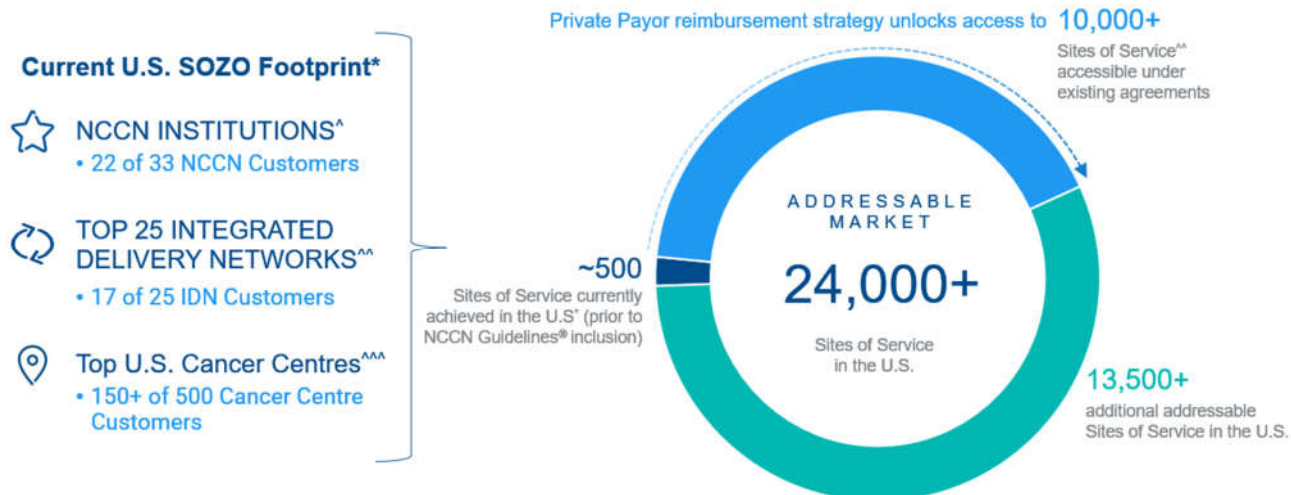 Private Payor reimbursement strategy unlocks access to 10,000+
Sites of Service^^
accessible under
existing agreements
Current U.S. SOZO Footprint*
NCCN INSTITUTIONS^
• 22 of 33 NCCN Customers
TOP 25 INTEGRATED
DELIVERY NETWORKS^^
• 17 of 25 IDN Customers
Top U.S. Cancer Centres^^^
• 150+ of 500 Cancer Centre
Customers
~500
Sites of Service currently
achieved in the U.S* (prior to
NCCN Guidelines® inclusion)
ADDRESSABLE
MARKET
24,000+
Sites of Service
in the U.S.
13,500+
additional addressable
Sites of Service in the U.S.